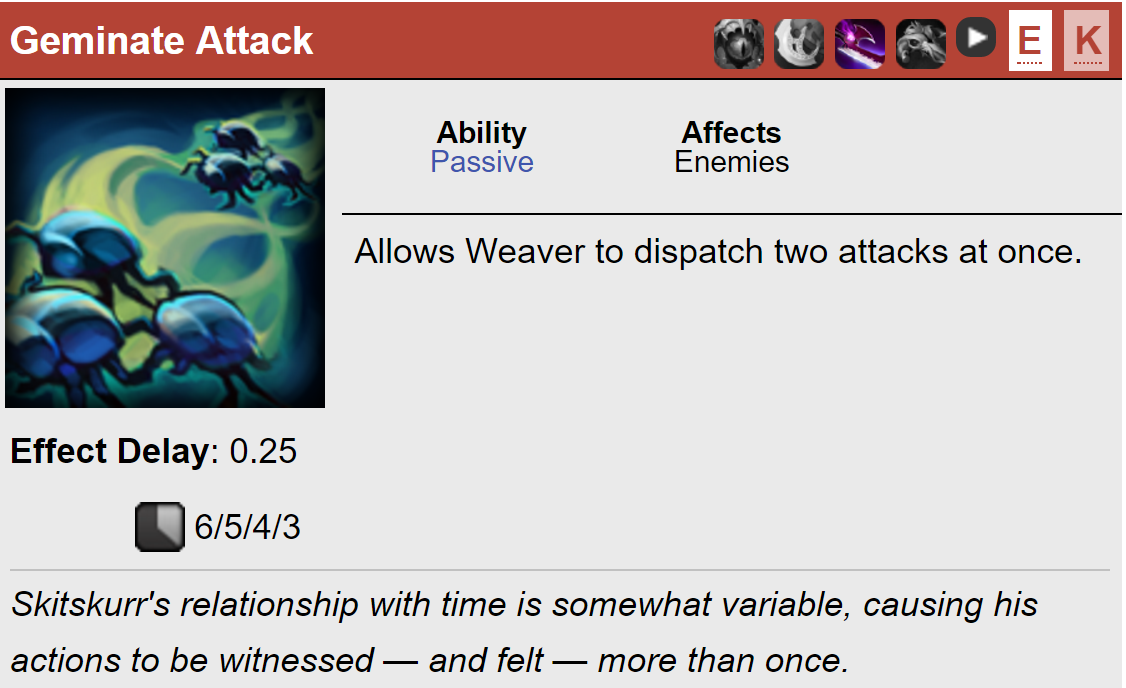 Geminate Attack E K
Ability Affects
Passive Enemies
Allows Weaver to dispatch two attacks at once.
Effect Delay: 0.25
6/5/4/3
Skitskurr's relationship with time is somewhat variable, causing his
actions to be witnessed — and felt — more than once.